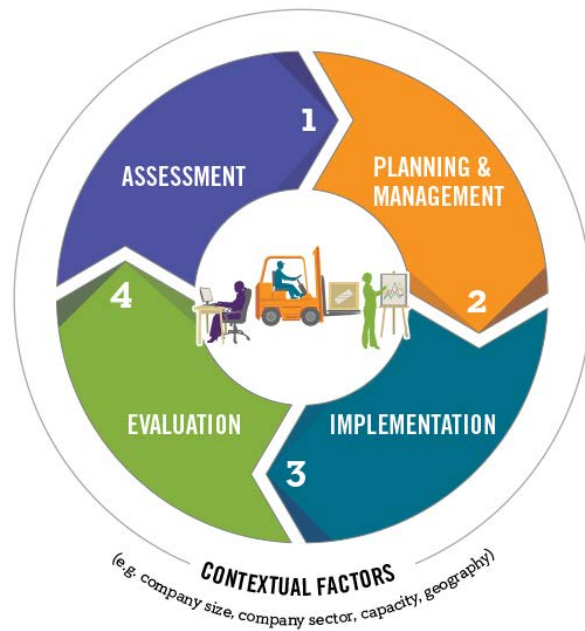 1
ASSESSMENT
PLANNING &
MANAGEMENT
2
IMPLEMENTATION
3
EVALUATION
4
CONTEXTUAL FACTORS
(e.g. company size, company sector, capacity, geography)